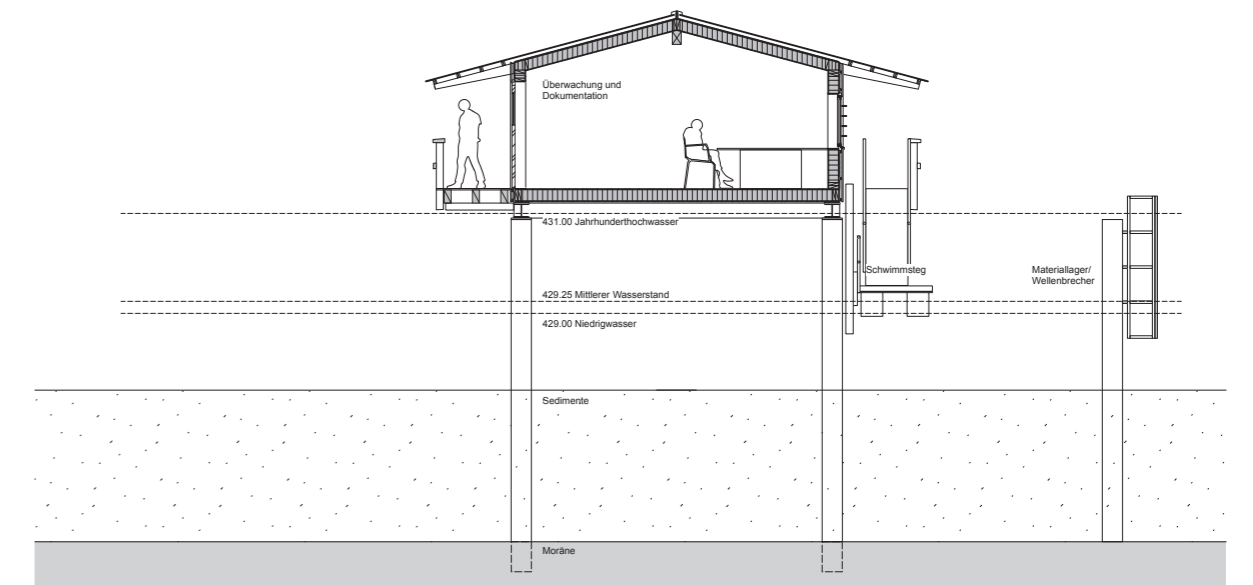 Überwachung und
Dokumentation
431.00 Jahrhunderthochwasser
Schwimmsteg
Materiallager/
Wellenbrecher
429.25 Mittlerer Wasserstand
429.00 Niedrigwasser
Sedimente
Moräne